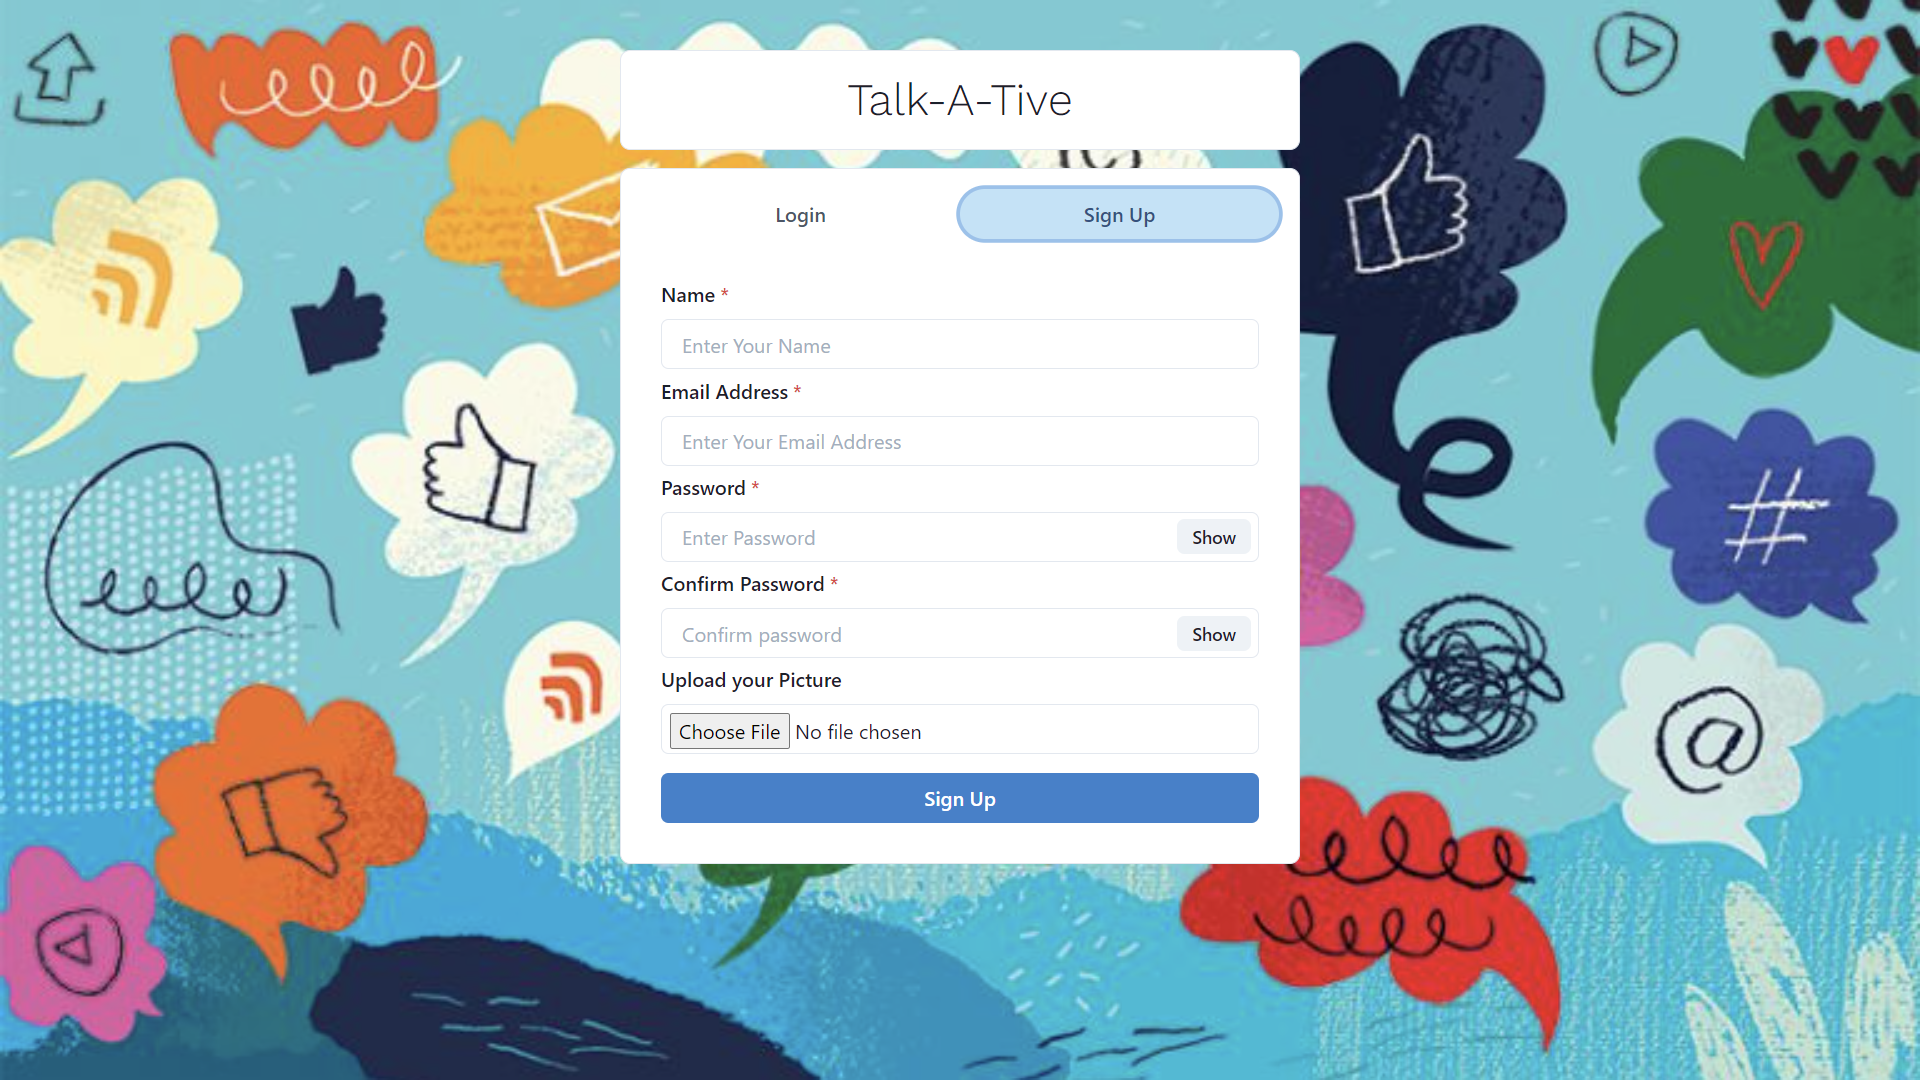 Talk-A-Tive
Login
Sign Up
Name *
Enter Your Name
Email Address *
Enter Your Email Address
Password *
Enter Password
Show
Confirm Password *
Confirm password
Show
Upload your Picture
Choose File No file chosen
Sign Up
#
@